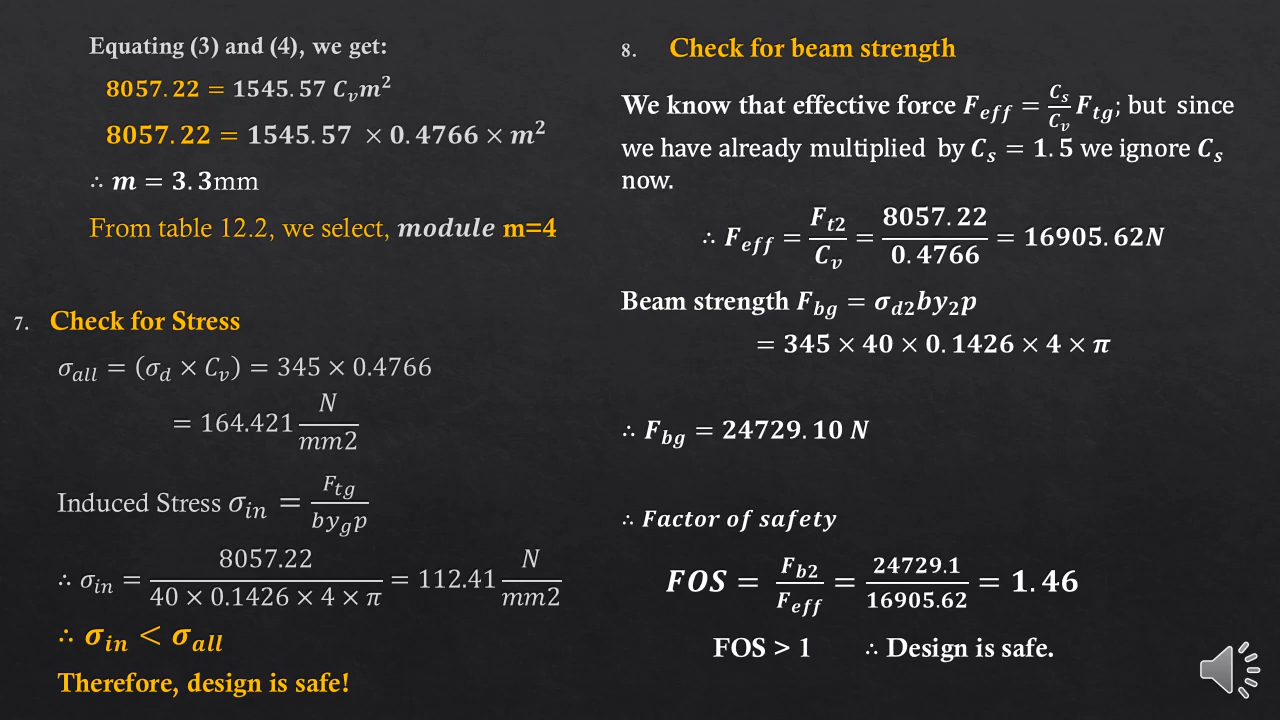 Equating (3) and (4), we get:
8057.22 = 1545.57 C_v m²
8057.22 = 1545.57 × 0.4766 × m²
∴ m = 3.3mm
From table 12.2, we select, module m=4
7. Check for Stress
σ_all = (σ_d × C_v) = 345 × 0.4766
= 164.421 N/mm2
Induced Stress σ_in = F_tg/(b y_g p)
∴ σ_in = 8057.22/(40 × 0.1426 × 4 × π) = 112.41 N/mm2
∴ σ_in < σ_all
Therefore, design is safe!
8. Check for beam strength
We know that effective force F_eff = C_s/C_v F_tg; but since
we have already multiplied by C_s = 1.5 we ignore C_s
now.
∴ F_eff = F_t2/C_v = 8057.22/0.4766 = 16905.62N
Beam strength F_bg = σ_d2 b y_2 p
= 345 × 40 × 0.1426 × 4 × π
∴ F_bg = 24729.10 N
∴ Factor of safety
FOS = F_b2/F_eff = 24729.1/16905.62 = 1.46
FOS > 1 ∴ Design is safe.